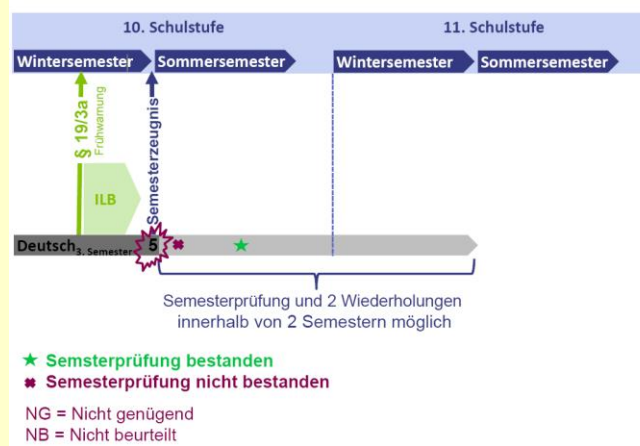 10. Schulstufe
11. Schulstufe
Wintersemester
Sommersemester
Wintersemester
Sommersemester
§ 19/3a
Frühwarnung
Semesterzeugnis
ILB
Deutsch 3. Semester
5
Semesterprüfung und 2 Wiederholungen
innerhalb von 2 Semestern möglich
Semsterprüfung bestanden
Semesterprüfung nicht bestanden
NG = Nicht genügend
NB = Nicht beurteilt